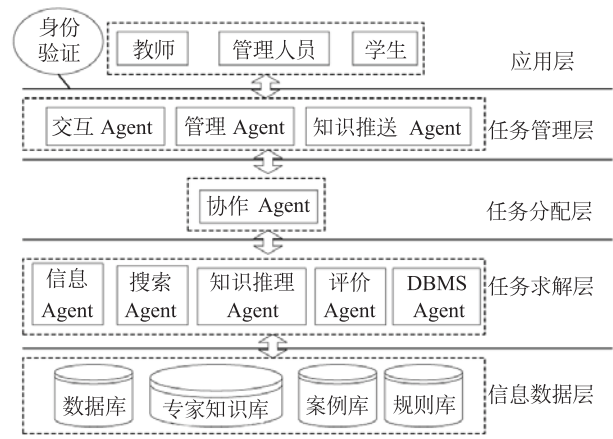 身份
验证
教师
管理人员
学生
应用层
交互 Agent
管理 Agent
知识推送 Agent
任务管理层
协作 Agent
任务分配层
信息
Agent
搜索
Agent
知识推理
Agent
评价
Agent
DBMS
Agent
任务求解层
数据库
专家知识库
案例库
规则库
信息数据层